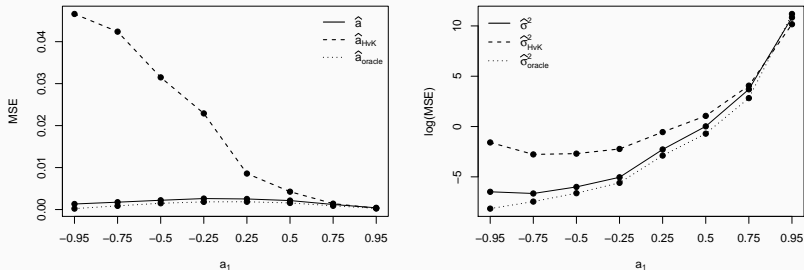 MSE
0.04
0.03
0.02
0.01
0.00
−0.95 −0.75 −0.5 −0.25 0.25 0.5 0.75 0.95
a₁
â
â_HvK
â_oracle
log(MSE)
10
5
0
−5
−0.95 −0.75 −0.5 −0.25 0.25 0.5 0.75 0.95
a₁
σ̂²
σ̂²_HvK
σ̂²_oracle